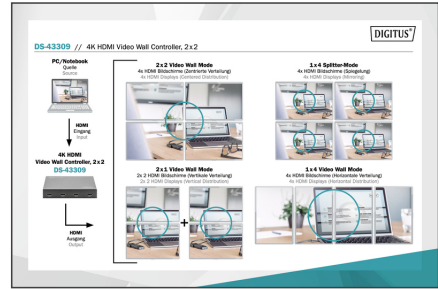 DIGITUS®
DS-43309 // 4K HDMI Video Wall Controller, 2x2
PC/Notebook
Quelle
Source
HDMI
Eingang
Input
4K HDMI
Video Wall Controller, 2x2
DS-43309
HDMI
Ausgang
Output
2x2 Video Wall Mode
4x HDMI Bildschirme (Zentrierte Verteilung)
4x HDMI Displays (Centered Distribution)
1x4 Splitter-Mode
4x HDMI Bildschirme (Spiegelung)
4x HDMI Displays (Mirroring)
2x1 Video Wall Mode
2x 2 HDMI Bildschirme (Vertikale Verteilung)
2x 2 HDMI Displays (Vertical Distribution)
+
1x4 Video Wall Mode
4x HDMI Bildschirme (Horizontale Verteilung)
4x HDMI Displays (Horizontal Distribution)